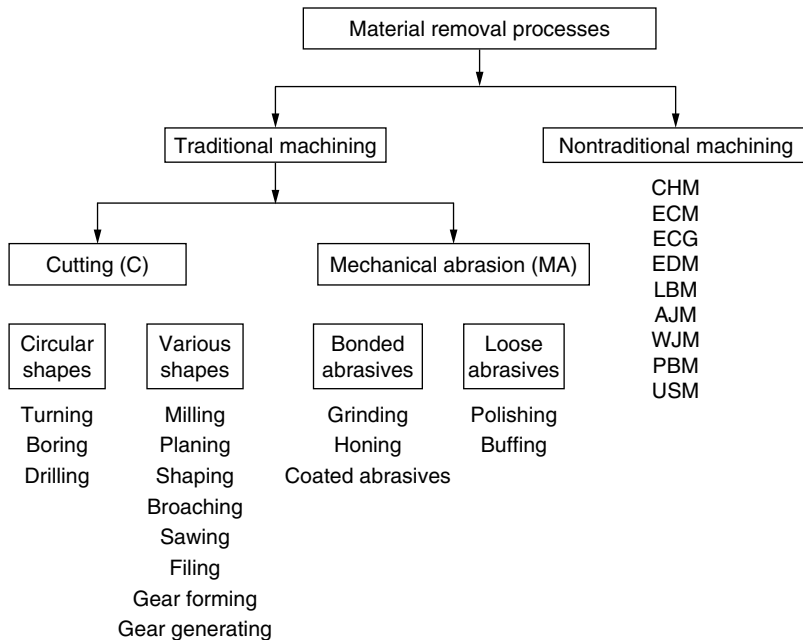 Material removal processes
Traditional machining
Nontraditional machining
CHM
ECM
ECG
EDM
LBM
AJM
WJM
PBM
USM
Cutting (C)
Mechanical abrasion (MA)
Circular
shapes
Turning
Boring
Drilling
Various
shapes
Milling
Planing
Shaping
Broaching
Sawing
Filing
Gear forming
Gear generating
Bonded
abrasives
Grinding
Honing
Coated abrasives
Loose
abrasives
Polishing
Buffing